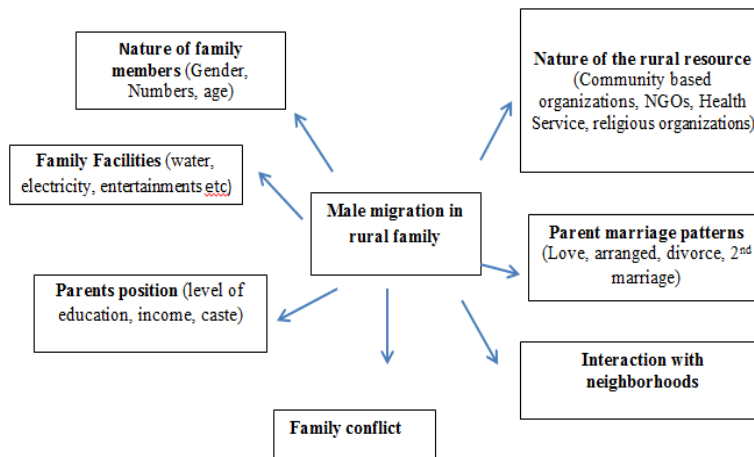 Nature of family
members (Gender,
Numbers, age)
Nature of the rural resource
(Community based
organizations, NGOs, Health
Service, religious organizations)
Family Facilities (water,
electricity, entertainments etc)
Male migration in
rural family
Parent marriage patterns
(Love, arranged, divorce, 2nd
marriage)
Parents position (level of
education, income, caste)
Interaction with
neighborhoods
Family conflict